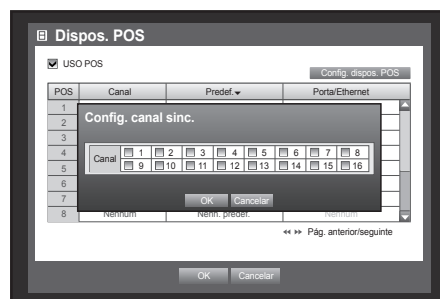 Dispos. POS
USO POS
Config. dispos. POS
POS Canal Predef. Porta/Ethernet
1
2
3
4
5
6
7
8 Nenhum Nenh. predef. Nenhum
Config. canal sinc.
Canal 1 2 3 4 5 6 7 8
9 10 11 12 13 14 15 16
OK Cancelar
Pág. anterior/seguinte
OK Cancelar